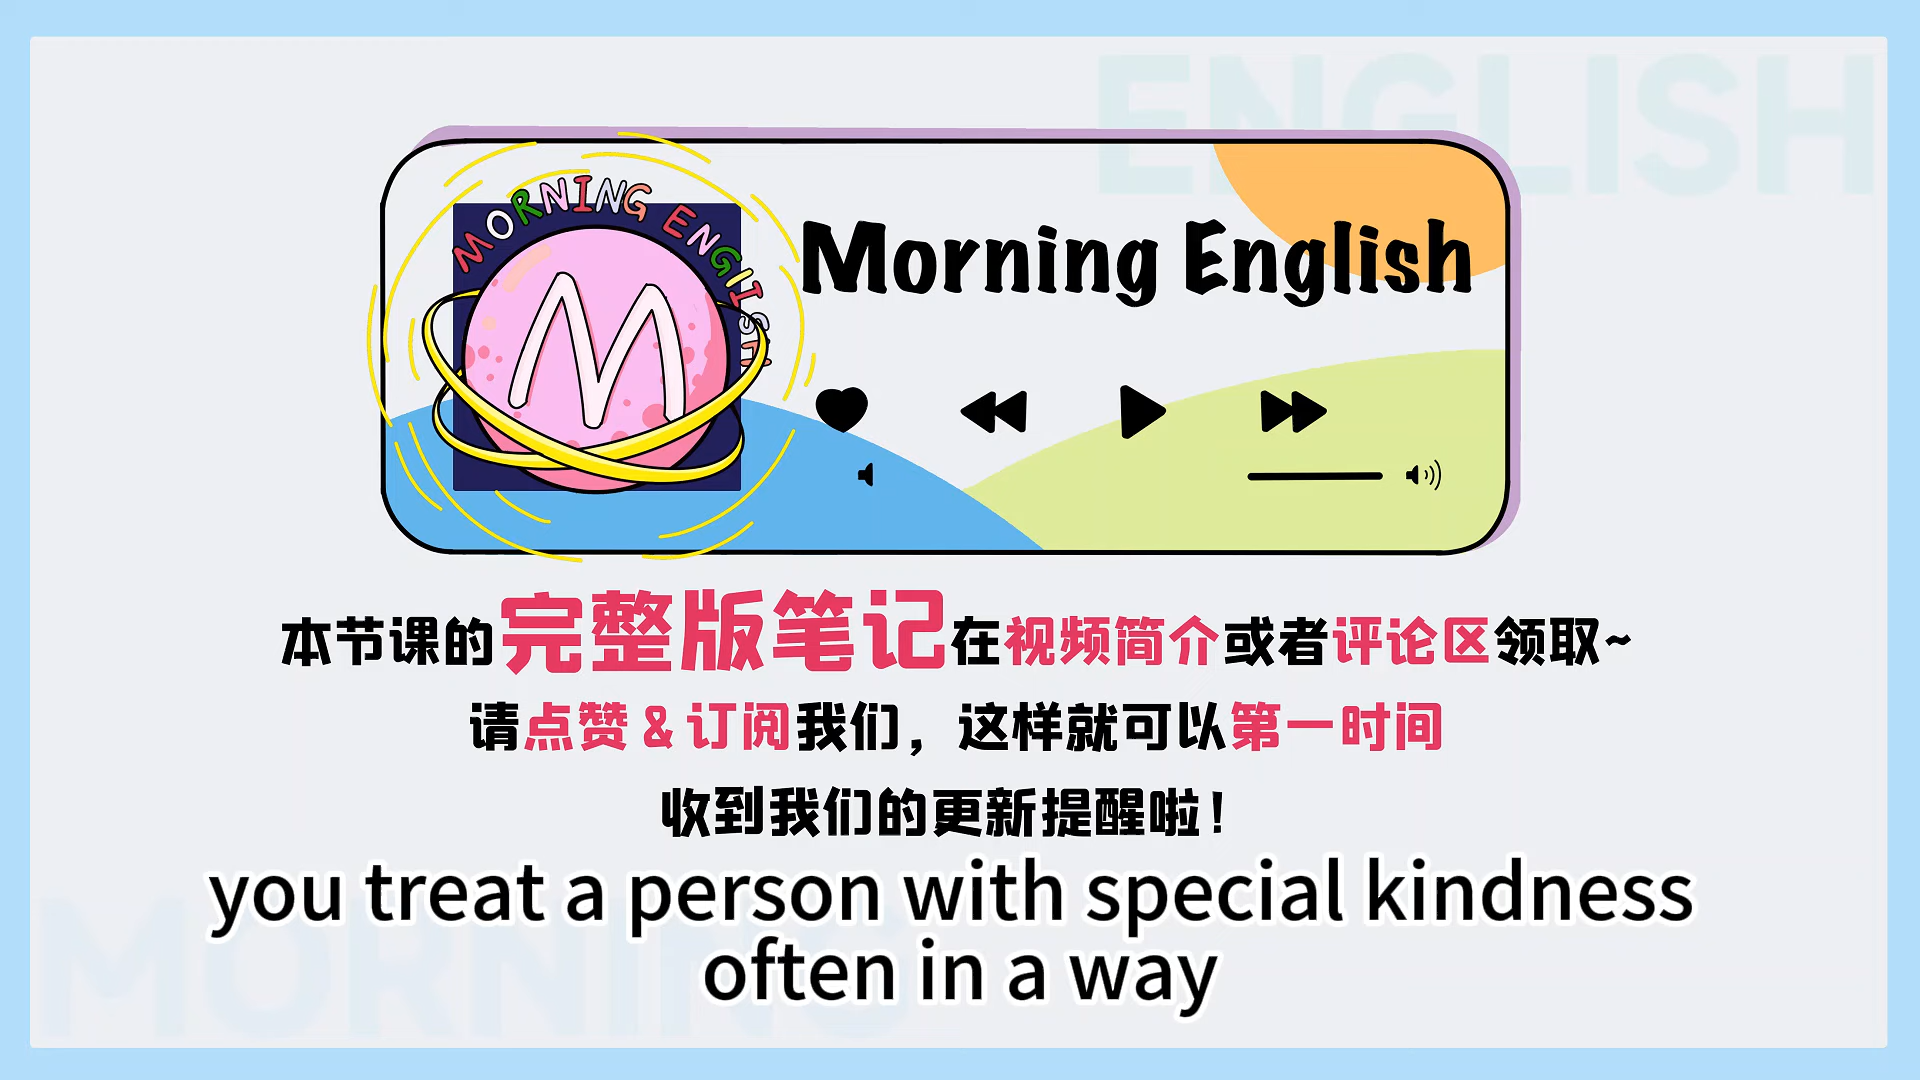 ENGLISH
MORNING ENGLISH
M
Morning English
本节课的完整版笔记在视频简介或者评论区领取~
请点赞&订阅我们，这样就可以第一时间
收到我们的更新提醒啦！
you treat a person with special kindness
often in a way
MORNING